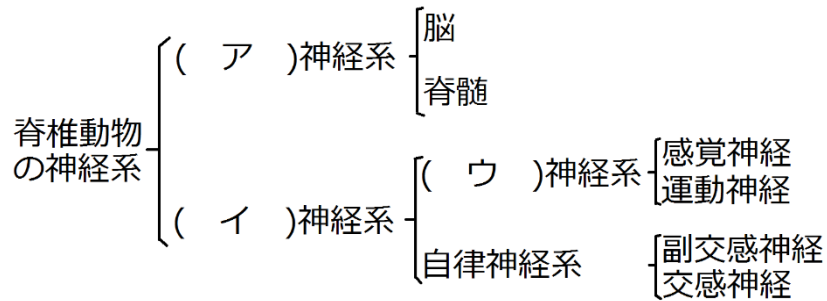 脊椎動物
の神経系
( ア )神経系
脳
脊髄
( イ )神経系
( ウ )神経系
感覚神経
運動神経
自律神経系
副交感神経
交感神経